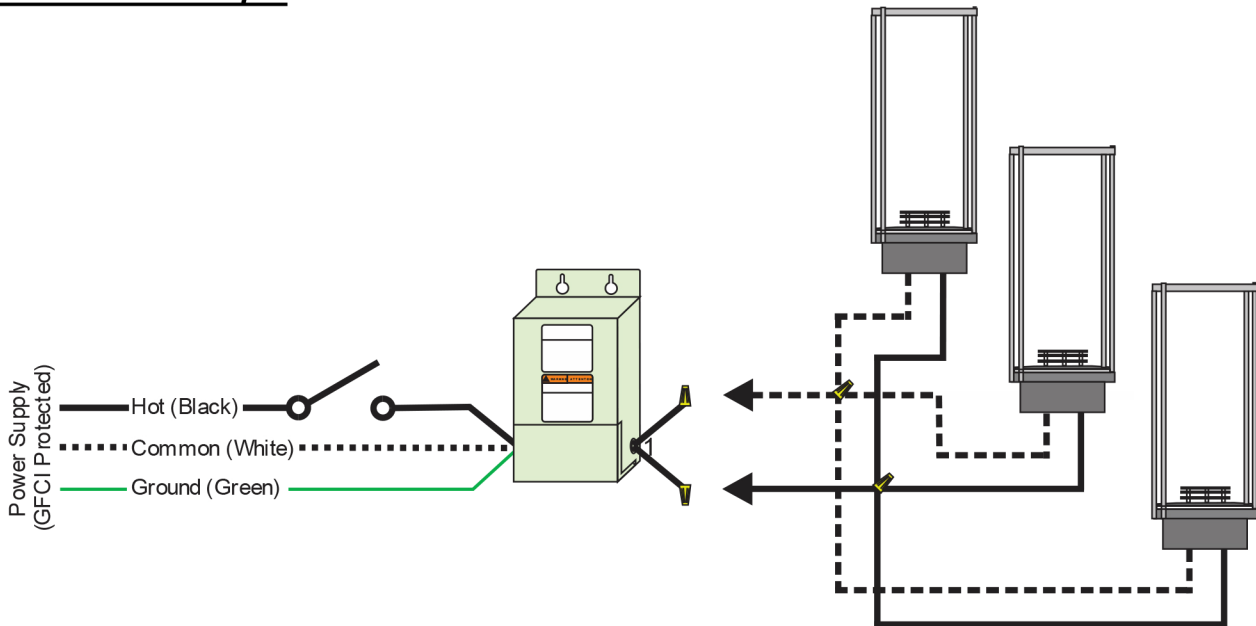 Power Supply
(GFCI Protected)
Hot (Black)
Common (White)
Ground (Green)